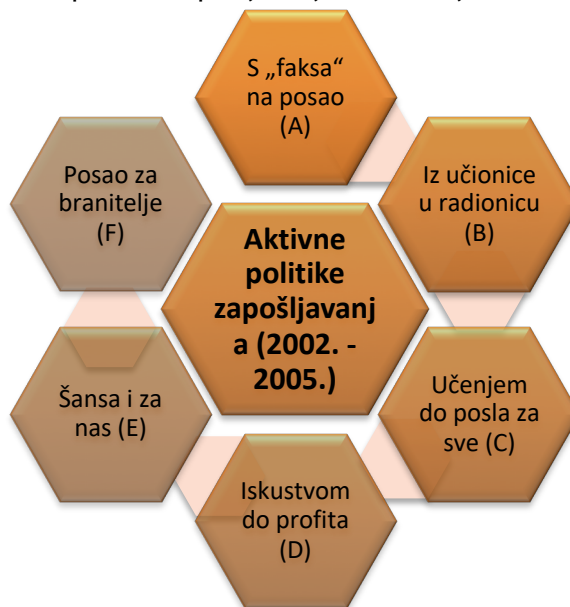 S „faksa“
na posao
(A)
Iz učionice
u radionicu
(B)
Učenjem
do posla za
sve (C)
Iskustvom
do profita
(D)
Šansa i za
nas (E)
Posao za
branitelje
(F)
Aktivne
politike
zapošljavanj
a (2002. -
2005.)